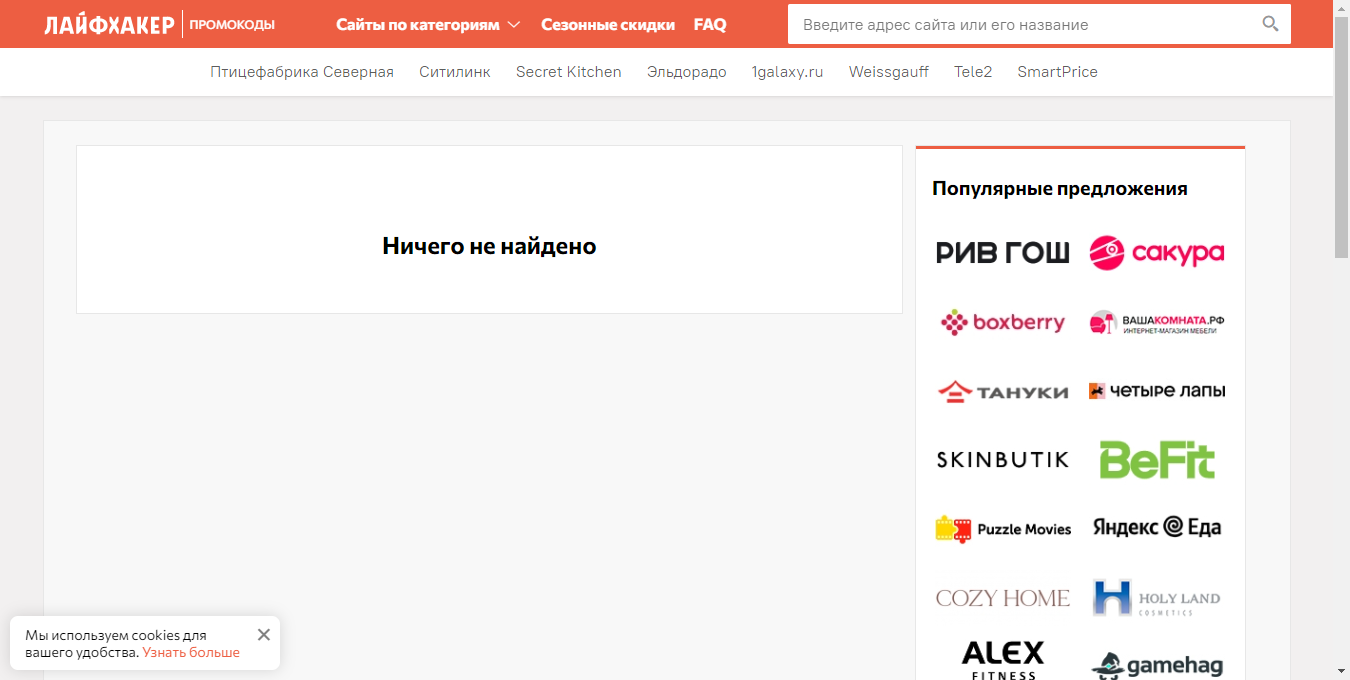 ЛАЙФХАКЕР ПРОМОКОДЫ
Сайты по категориям
Сезонные скидки
FAQ
Введите адрес сайта или его название
Птицефабрика Северная
Ситилинк
Secret Kitchen
Эльдорадо
1galaxy.ru
Weissgauff
Tele2
SmartPrice
Ничего не найдено
Популярные предложения
РИВ ГОШ
сакура
boxberry
ВАШАКОМНАТА.РФ
ИНТЕРНЕТ-МАГАЗИН МЕБЕЛИ
ТАНУКИ
ЧЕТЫРЕ ЛАПЫ
SKINBUTIK
BeFit
Puzzle Movies
Яндекс Еда
COZY HOME
HOLY LAND
COSMETICS
ALEX
FITNESS
gamehag
Мы используем cookies для
вашего удобства. Узнать больше